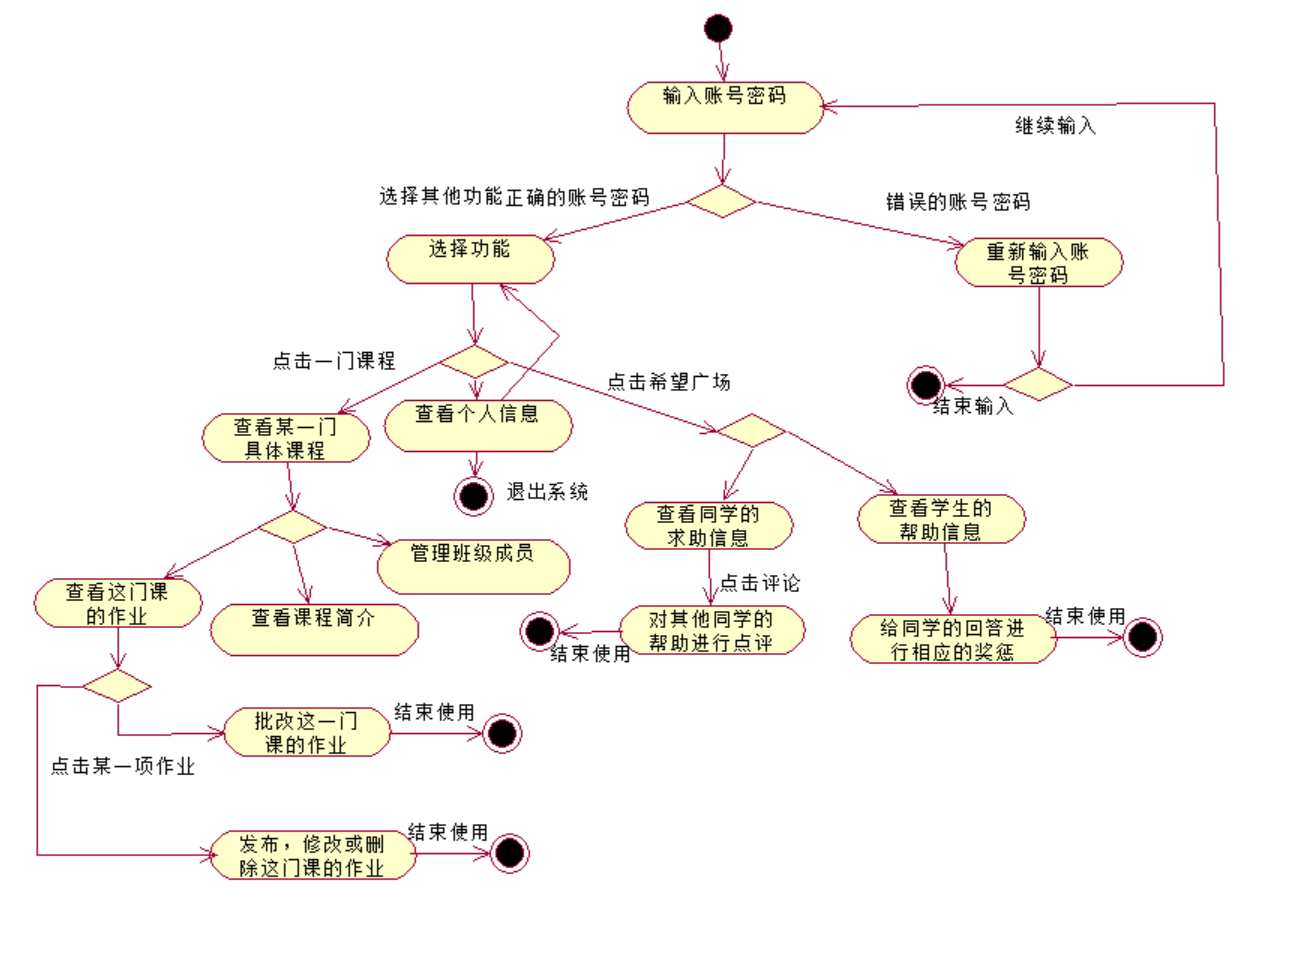 输入账号密码
继续输入
选择其他功能正确的账号密码
错误的账号密码
选择功能
重新输入账
号密码
点击一门课程
点击希望广场
结束输入
查看某一门
具体课程
查看个人信息
退出系统
查看同学的
求助信息
查看学生的
帮助信息
管理班级成员
查看这门课
的作业
查看课程简介
点击评论
对其他同学的
帮助进行点评
结束使用
给同学的回答进
行相应的奖惩
结束使用
批改这一门
课的作业
结束使用
点击某一项作业
发布，修改或删
除这门课的作业
结束使用